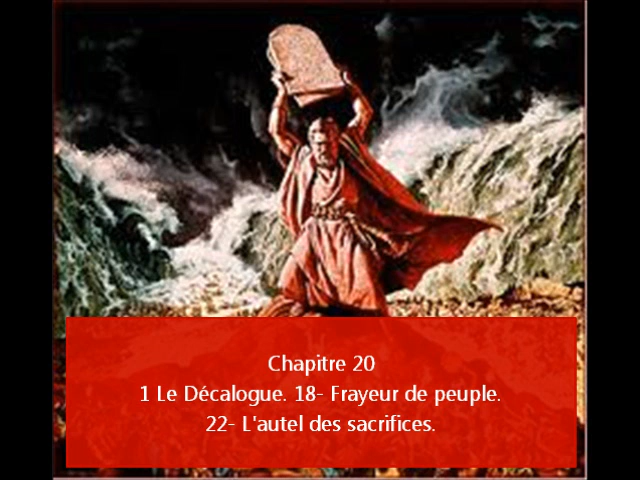 Chapitre 20
1 Le Décalogue. 18- Frayeur de peuple.
22- L'autel des sacrifices.